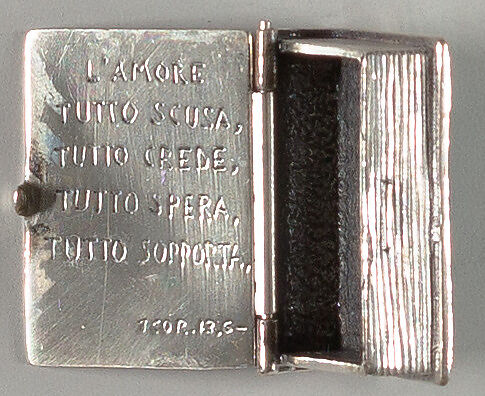 L'AMORE
TUTTO SCUSA,
TUTTO CREDE,
TUTTO SPERA,
TUTTO SOPPORTA..